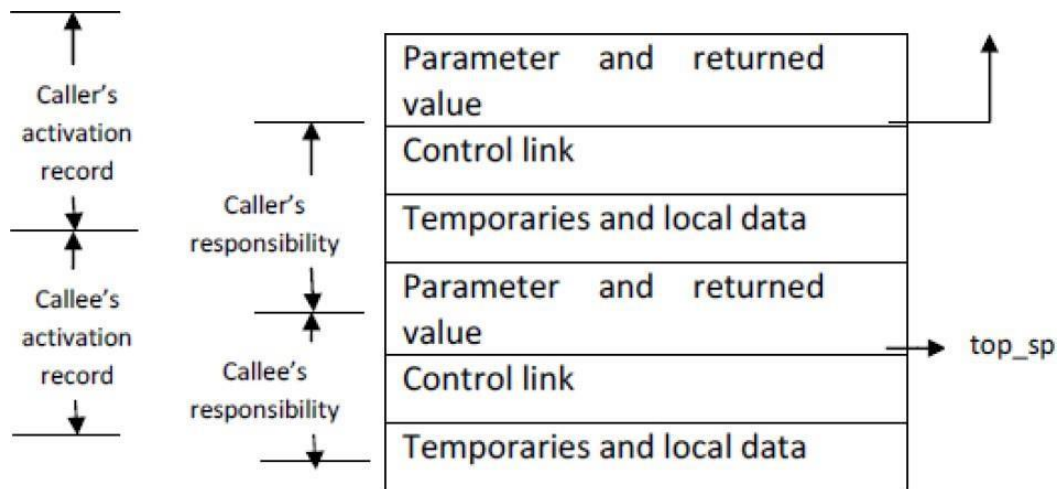 Caller's
activation
record
Callee's
activation
record
Caller's
responsibility
Callee's
responsibility
Parameter and returned
value
Control link
Temporaries and local data
Parameter and returned
value
Control link
Temporaries and local data
top_sp